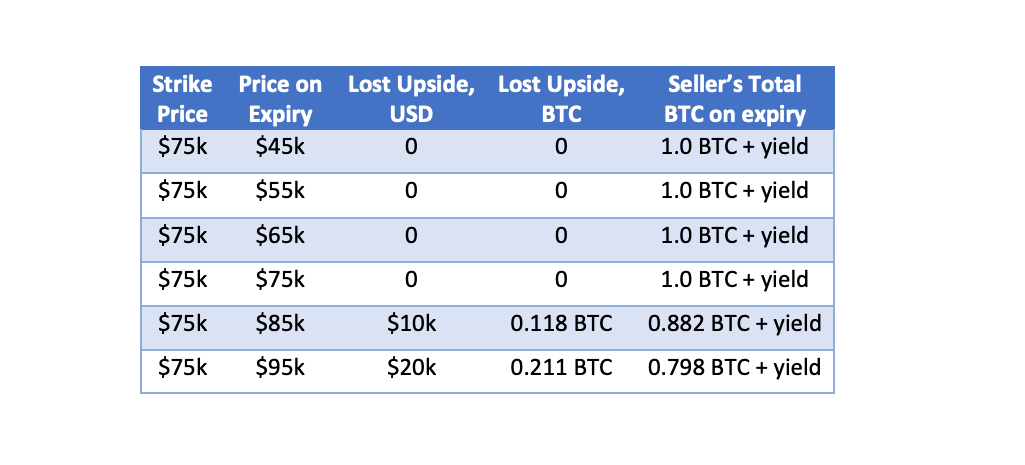 Strike Price on Lost Upside, Lost Upside, Seller’s Total
Price Expiry USD BTC BTC on expiry
$75k $45k 0 0 1.0 BTC + yield
$75k $55k 0 0 1.0 BTC + yield
$75k $65k 0 0 1.0 BTC + yield
$75k $75k 0 0 1.0 BTC + yield
$75k $85k $10k 0.118 BTC 0.882 BTC + yield
$75k $95k $20k 0.211 BTC 0.798 BTC + yield